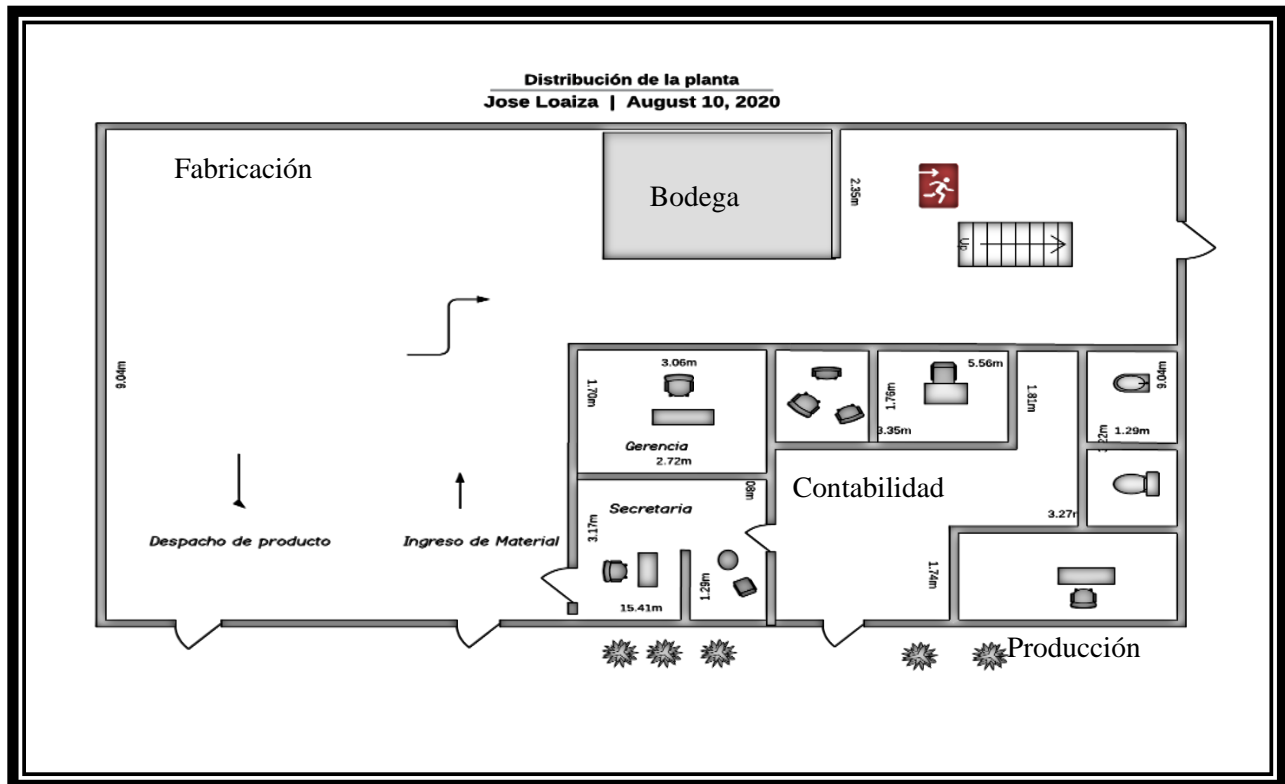 Distribución de la planta
Jose Loaiza | August 10, 2020
Fabricación
Bodega
2.35m
Up
9.04m
3.06m
1.70m
Gerencia
2.72m
5.56m
1.76m
3.35m
1.81m
9.04m
1.29m
Secretaria
3.17m
Contabilidad
3.27m
Despacho de producto
Ingreso de Material
1.29m
15.41m
1.74m
Producción